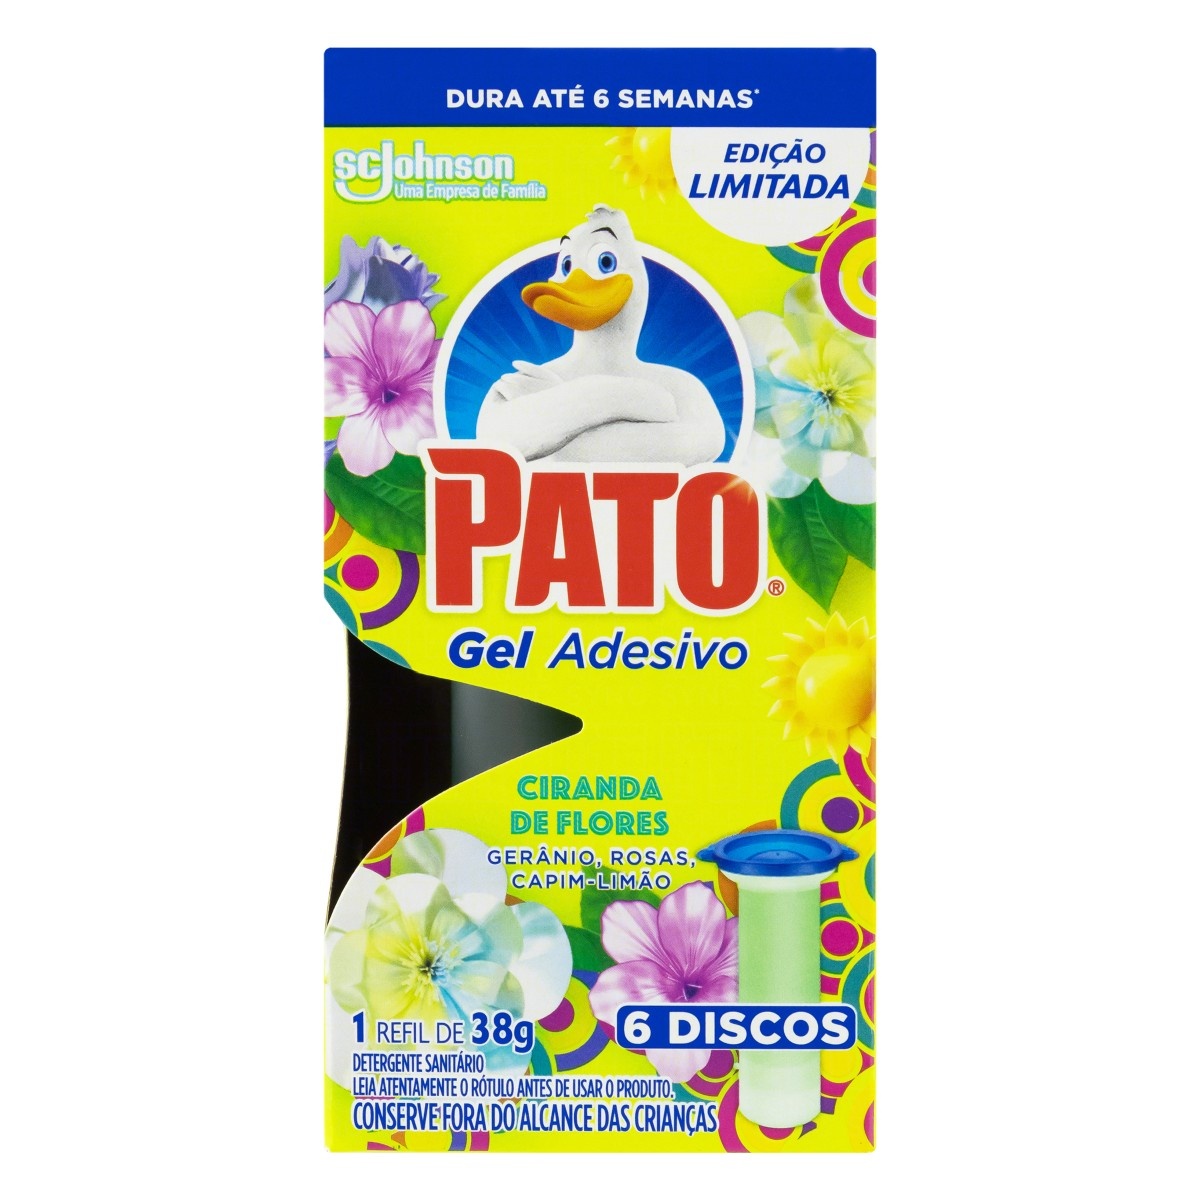 DURA ATÉ 6 SEMANAS*
SCJohnson
Uma Empresa de Família
EDIÇÃO
LIMITADA
PATO®
Gel Adesivo
CIRANDA
DE FLORES
GERÂNIO, ROSAS,
CAPIM-LIMÃO
1 REFIL DE 38g
6 DISCOS
DETERGENTE SANITÁRIO
LEIA ATENTAMENTE O RÓTULO ANTES DE USAR O PRODUTO.
CONSERVE FORA DO ALCANCE DAS CRIANÇAS